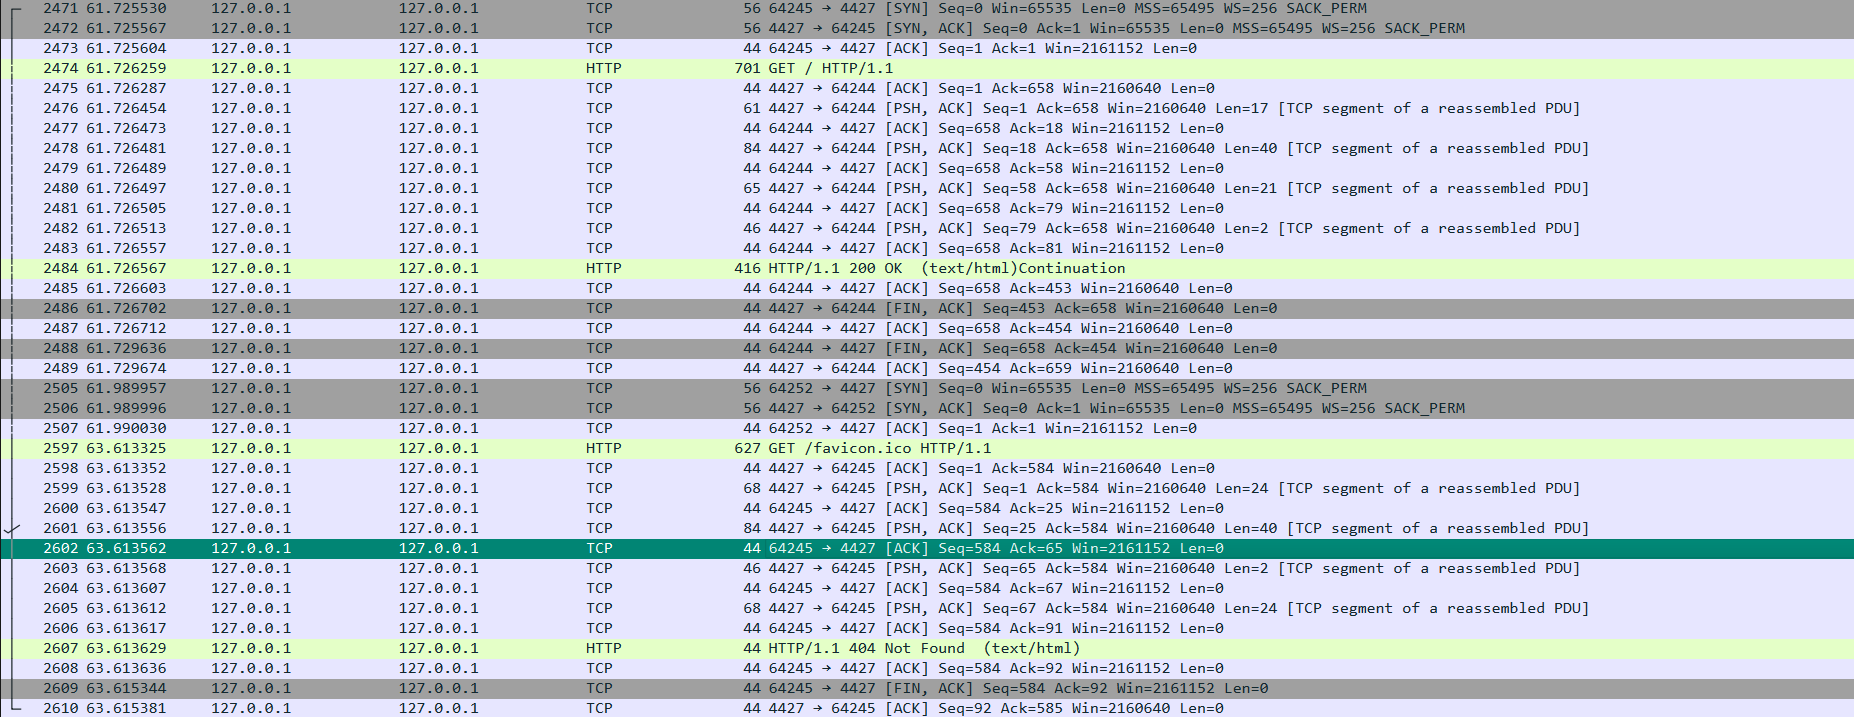 2471 61.725530 127.0.0.1 127.0.0.1 TCP 56 64245 → 4427 [SYN] Seq=0 Win=65535 Len=0 MSS=65495 WS=256 SACK_PERM
2472 61.725567 127.0.0.1 127.0.0.1 TCP 56 4427 → 64245 [SYN, ACK] Seq=0 Ack=1 Win=65535 Len=0 MSS=65495 WS=256 SACK_PERM
2473 61.725604 127.0.0.1 127.0.0.1 TCP 44 64245 → 4427 [ACK] Seq=1 Ack=1 Win=2161152 Len=0
2474 61.726259 127.0.0.1 127.0.0.1 HTTP 701 GET / HTTP/1.1
2475 61.726287 127.0.0.1 127.0.0.1 TCP 44 4427 → 64244 [ACK] Seq=1 Ack=658 Win=2160640 Len=0
2476 61.726454 127.0.0.1 127.0.0.1 TCP 61 4427 → 64244 [PSH, ACK] Seq=1 Ack=658 Win=2160640 Len=17 [TCP segment of a reassembled PDU]
2477 61.726473 127.0.0.1 127.0.0.1 TCP 44 64244 → 4427 [ACK] Seq=658 Ack=18 Win=2161152 Len=0
2478 61.726481 127.0.0.1 127.0.0.1 TCP 84 4427 → 64244 [PSH, ACK] Seq=18 Ack=658 Win=2160640 Len=40 [TCP segment of a reassembled PDU]
2479 61.726489 127.0.0.1 127.0.0.1 TCP 44 64244 → 4427 [ACK] Seq=658 Ack=58 Win=2161152 Len=0
2480 61.726497 127.0.0.1 127.0.0.1 TCP 65 4427 → 64244 [PSH, ACK] Seq=58 Ack=658 Win=2160640 Len=21 [TCP segment of a reassembled PDU]
2481 61.726505 127.0.0.1 127.0.0.1 TCP 44 64244 → 4427 [ACK] Seq=658 Ack=79 Win=2161152 Len=0
2482 61.726513 127.0.0.1 127.0.0.1 TCP 46 4427 → 64244 [PSH, ACK] Seq=79 Ack=658 Win=2160640 Len=2 [TCP segment of a reassembled PDU]
2483 61.726557 127.0.0.1 127.0.0.1 TCP 44 64244 → 4427 [ACK] Seq=658 Ack=81 Win=2161152 Len=0
2484 61.726567 127.0.0.1 127.0.0.1 HTTP 416 HTTP/1.1 200 OK  (text/html)Continuation
2485 61.726603 127.0.0.1 127.0.0.1 TCP 44 64244 → 4427 [ACK] Seq=658 Ack=453 Win=2160640 Len=0
2486 61.726702 127.0.0.1 127.0.0.1 TCP 44 4427 → 64244 [FIN, ACK] Seq=453 Ack=658 Win=2160640 Len=0
2487 61.726712 127.0.0.1 127.0.0.1 TCP 44 64244 → 4427 [ACK] Seq=658 Ack=454 Win=2160640 Len=0
2488 61.729636 127.0.0.1 127.0.0.1 TCP 44 64244 → 4427 [FIN, ACK] Seq=658 Ack=454 Win=2160640 Len=0
2489 61.729674 127.0.0.1 127.0.0.1 TCP 44 4427 → 64244 [ACK] Seq=454 Ack=659 Win=2160640 Len=0
2505 61.989957 127.0.0.1 127.0.0.1 TCP 56 64252 → 4427 [SYN] Seq=0 Win=65535 Len=0 MSS=65495 WS=256 SACK_PERM
2506 61.989996 127.0.0.1 127.0.0.1 TCP 56 4427 → 64252 [SYN, ACK] Seq=0 Ack=1 Win=65535 Len=0 MSS=65495 WS=256 SACK_PERM
2507 61.990030 127.0.0.1 127.0.0.1 TCP 44 64252 → 4427 [ACK] Seq=1 Ack=1 Win=2161152 Len=0
2597 63.613325 127.0.0.1 127.0.0.1 HTTP 627 GET /favicon.ico HTTP/1.1
2598 63.613352 127.0.0.1 127.0.0.1 TCP 44 4427 → 64245 [ACK] Seq=1 Ack=584 Win=2160640 Len=0
2599 63.613528 127.0.0.1 127.0.0.1 TCP 68 4427 → 64245 [PSH, ACK] Seq=1 Ack=584 Win=2160640 Len=24 [TCP segment of a reassembled PDU]
2600 63.613547 127.0.0.1 127.0.0.1 TCP 44 64245 → 4427 [ACK] Seq=584 Ack=25 Win=2161152 Len=0
2601 63.613556 127.0.0.1 127.0.0.1 TCP 84 4427 → 64245 [PSH, ACK] Seq=25 Ack=584 Win=2160640 Len=40 [TCP segment of a reassembled PDU]
2602 63.613562 127.0.0.1 127.0.0.1 TCP 44 64245 → 4427 [ACK] Seq=584 Ack=65 Win=2161152 Len=0
2603 63.613568 127.0.0.1 127.0.0.1 TCP 46 4427 → 64245 [PSH, ACK] Seq=65 Ack=584 Win=2160640 Len=2 [TCP segment of a reassembled PDU]
2604 63.613607 127.0.0.1 127.0.0.1 TCP 44 64245 → 4427 [ACK] Seq=584 Ack=67 Win=2161152 Len=0
2605 63.613612 127.0.0.1 127.0.0.1 TCP 68 4427 → 64245 [PSH, ACK] Seq=67 Ack=584 Win=2160640 Len=24 [TCP segment of a reassembled PDU]
2606 63.613617 127.0.0.1 127.0.0.1 TCP 44 64245 → 4427 [ACK] Seq=584 Ack=91 Win=2161152 Len=0
2607 63.613629 127.0.0.1 127.0.0.1 HTTP 44 HTTP/1.1 404 Not Found  (text/html)
2608 63.613636 127.0.0.1 127.0.0.1 TCP 44 64245 → 4427 [ACK] Seq=584 Ack=92 Win=2161152 Len=0
2609 63.615344 127.0.0.1 127.0.0.1 TCP 44 64245 → 4427 [FIN, ACK] Seq=584 Ack=92 Win=2161152 Len=0
2610 63.615381 127.0.0.1 127.0.0.1 TCP 44 4427 → 64245 [ACK] Seq=92 Ack=585 Win=2160640 Len=0